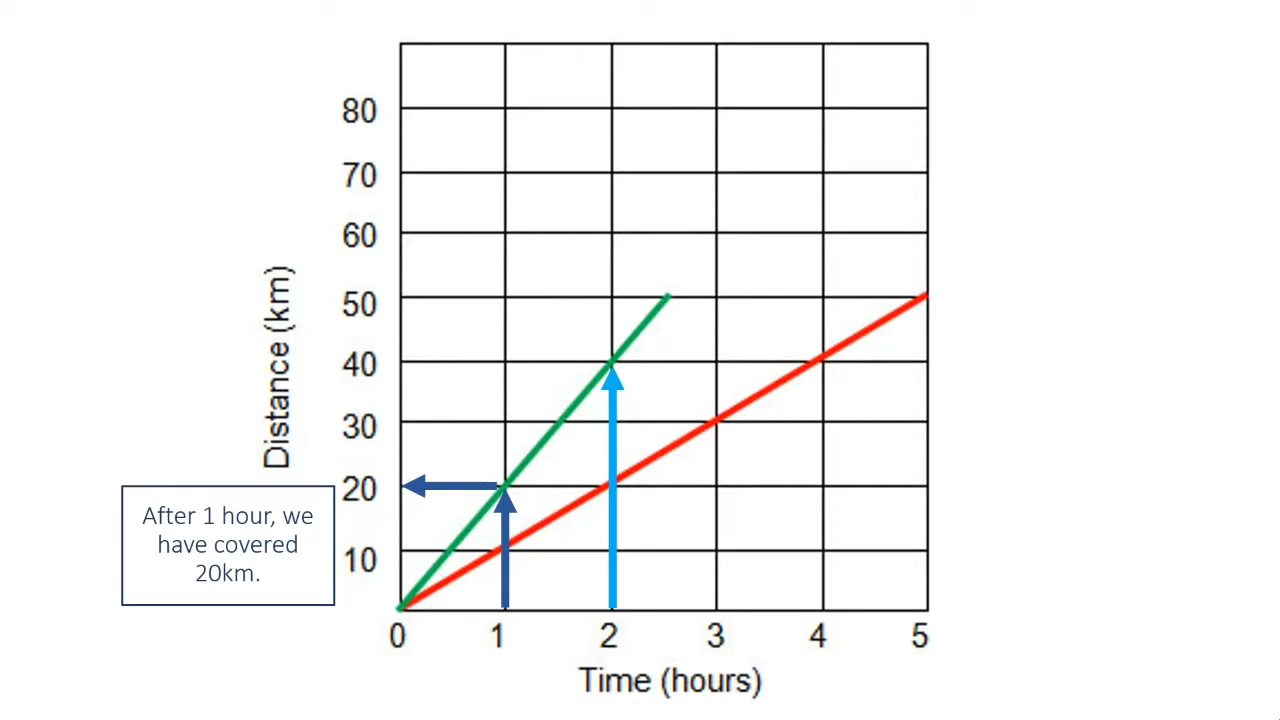 80
70
60
50
40
30
20
10
Distance (km)
After 1 hour, we
have covered
20km.
0 1 2 3 4 5
Time (hours)